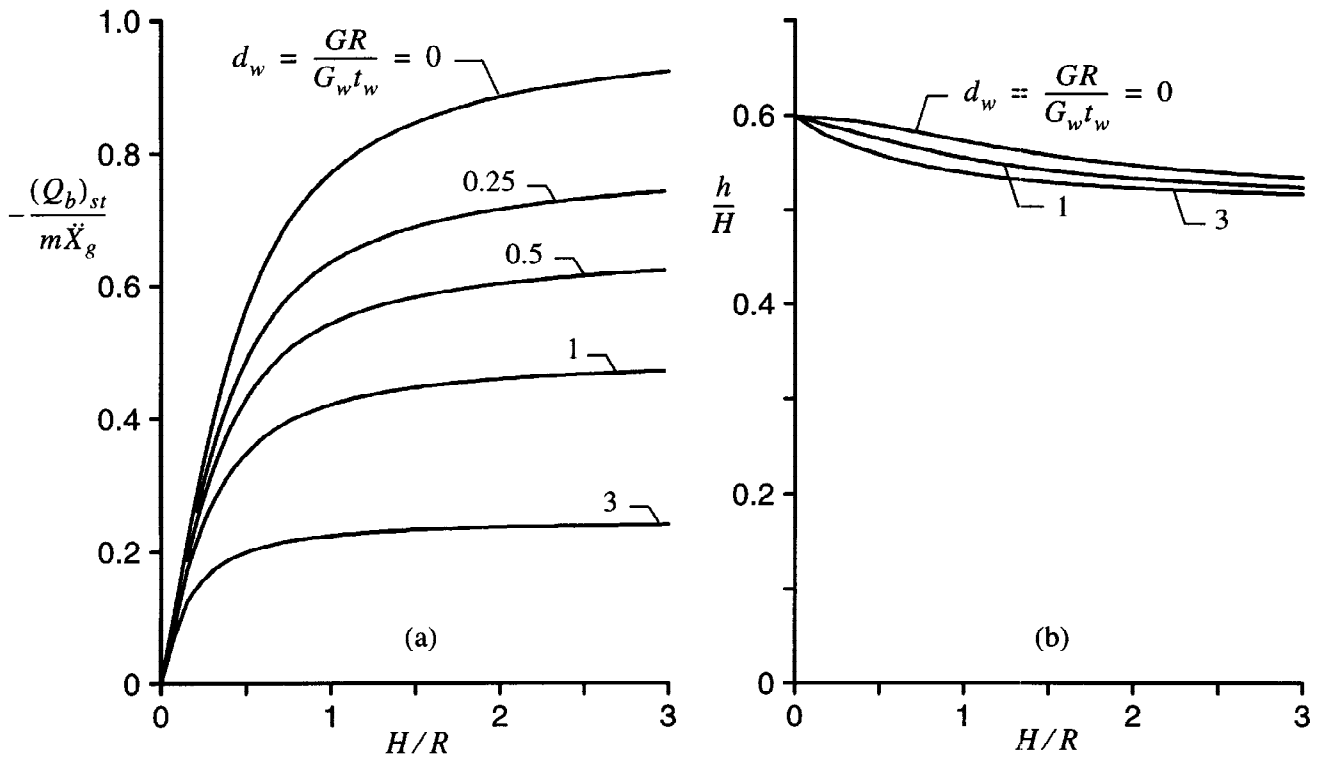 1.0
0.8
0.6
0.4
0.2
0
0 1 2 3
H/R
-(Q_b)_{st} / mẌ_g
d_w = GR / G_w t_w = 0
0.25
0.5
1
3
(a)
0.6
0.4
0.2
0
0 1 2 3
H/R
h / H
d_w = GR / G_w t_w = 0
1
3
(b)